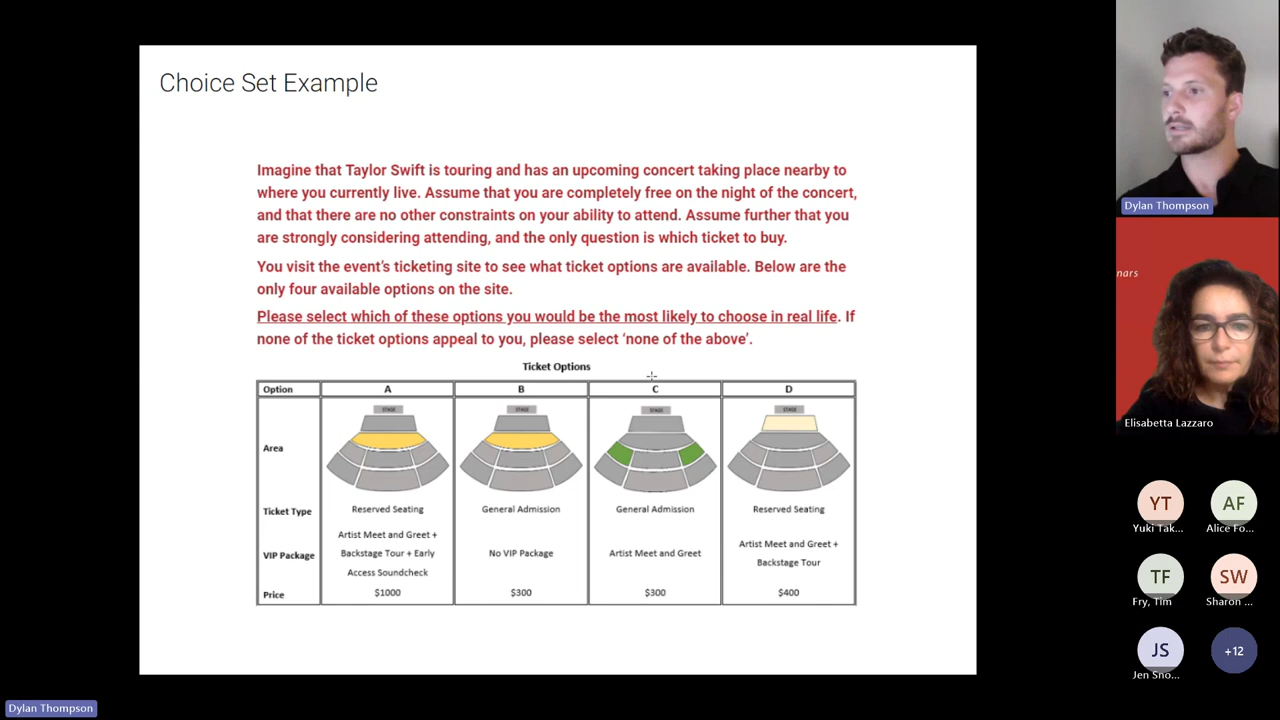 Choice Set Example
Imagine that Taylor Swift is touring and has an upcoming concert taking place nearby to
where you currently live. Assume that you are completely free on the night of the concert,
and that there are no other constraints on your ability to attend. Assume further that you
are strongly considering attending, and the only question is which ticket to buy.
You visit the event's ticketing site to see what ticket options are available. Below are the
only four available options on the site.
Please select which of these options you would be the most likely to choose in real life. If
none of the ticket options appeal to you, please select ‘none of the above’.
Ticket Options
Option A B C D
STAGE STAGE STAGE STAGE
Area
Ticket Type Reserved Seating General Admission General Admission Reserved Seating
VIP Package Artist Meet and Greet + Backstage Tour + Early Access Soundcheck No VIP Package Artist Meet and Greet Artist Meet and Greet + Backstage Tour
Price $1000 $300 $300 $400
Dylan Thompson
nars
Elisabetta Lazzaro
YT AF
Yuki Tak... Alice Fo...
TF SW
Fry, Tim Sharon ...
JS +12
Jen Sno...
Dylan Thompson